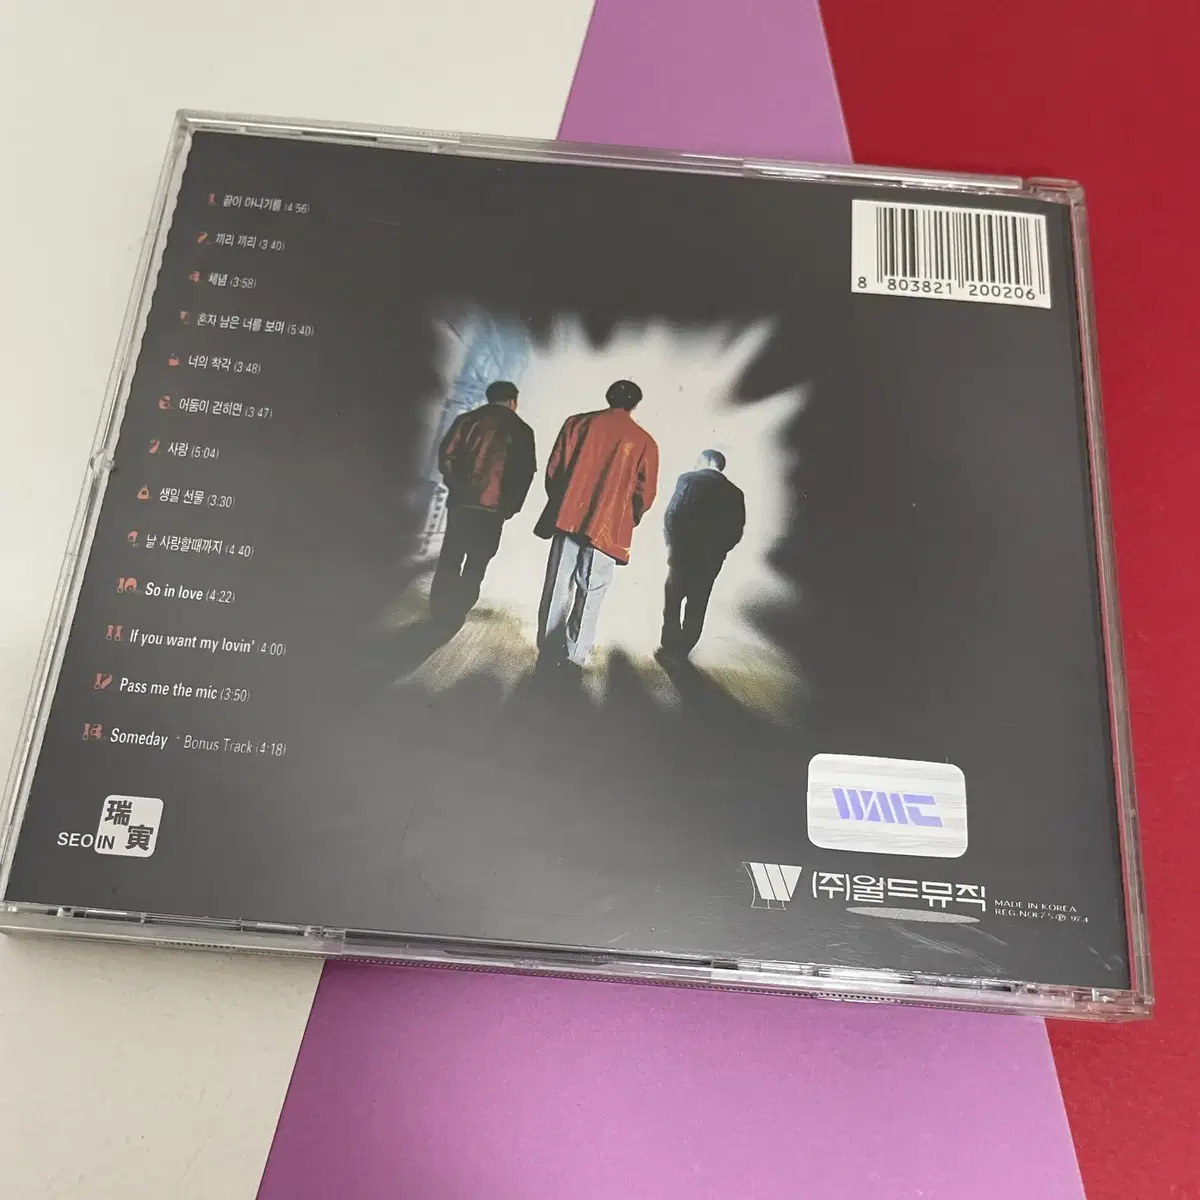 1. 끝이 아니기를 (4:56)
2. 끼리 끼리 (3:40)
체념 (3:58)
혼자 남은 너를 보며 (5:40)
너의 착각 (3:48)
6. 어둠이 걷히면 (3:47)
7. 사랑 (5:04)
8. 생일 선물 (3:30)
9. 날 사랑할때까지 (4:40)
10. So in love (4:22)
11. If you want my lovin' (4:00)
12. Pass me the mic (3:50)
13. Someday * Bonus Track (4:18)
8 803821 200206
瑞寅
SEO IN
WMC
(주)월드뮤직
MADE IN KOREA
℗ 97.4